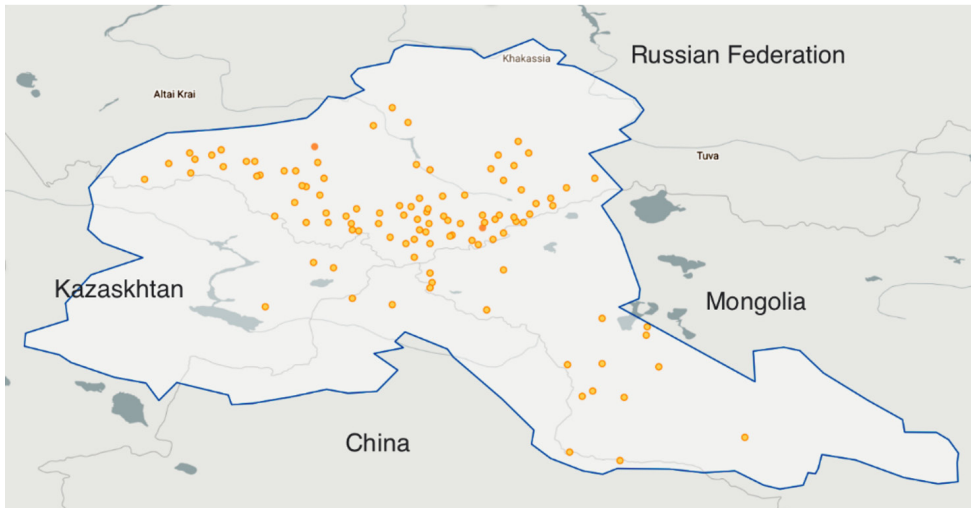 Russian Federation
Khakassia
Altai Krai
Tuva
Kazaskhtan
Mongolia
China